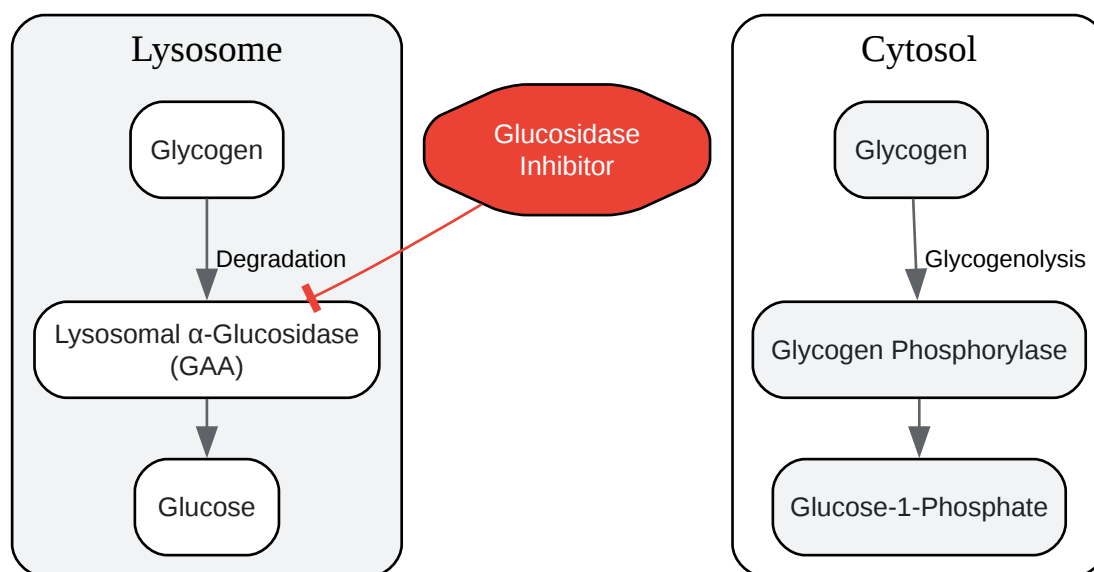 Lysosome
Glycogen
Degradation
Lysosomal α-Glucosidase
(GAA)
Glucose
Glucosidase
Inhibitor
Cytosol
Glycogen
Glycogenolysis
Glycogen Phosphorylase
Glucose-1-Phosphate